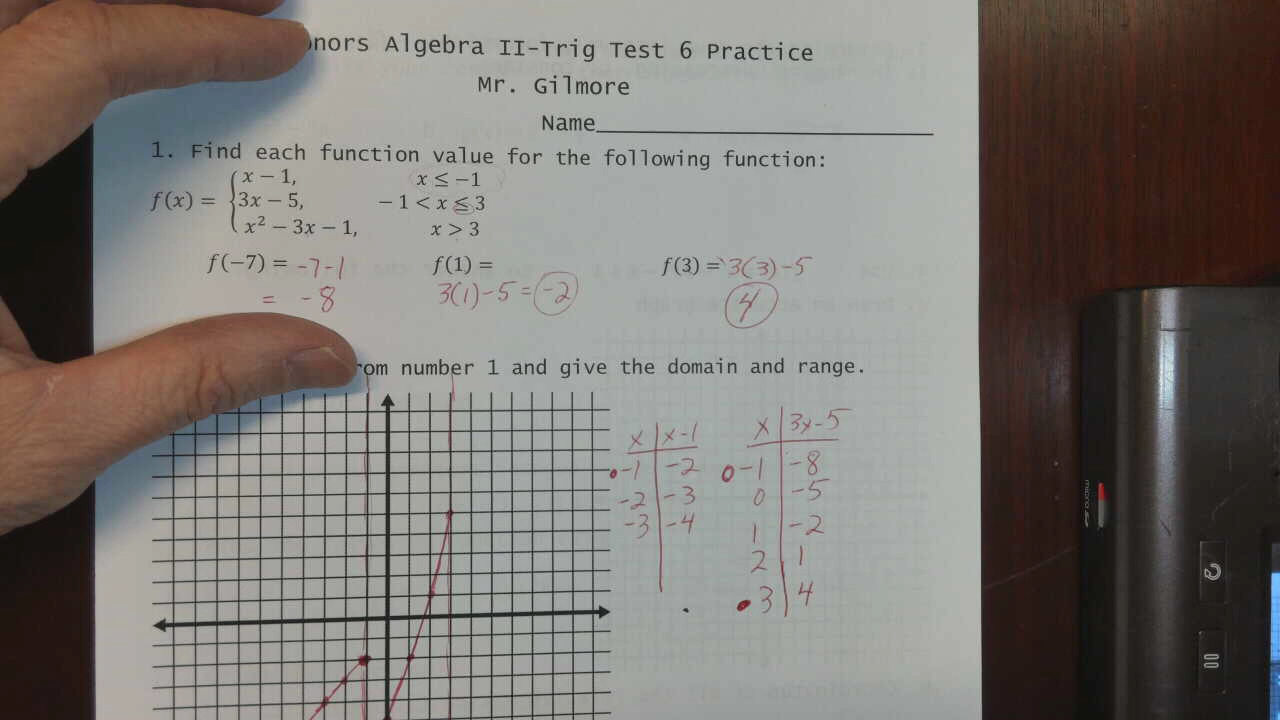 onors Algebra II-Trig Test 6 Practice
Mr. Gilmore
Name
1. Find each function value for the following function:
f(x) = { x − 1, x ≤ −1
3x − 5, − 1 < x ≤ 3
x² − 3x − 1, x > 3
f(−7) = -7-1 f(1) = f(3) = 3(3)-5
= -8 3(1)-5 = -2 4
rom number 1 and give the domain and range.
x x-1 x 3x-5
-1 -2 -1 -8
-2 -3 0 -5
-3 -4 1 -2
2 1
3 4